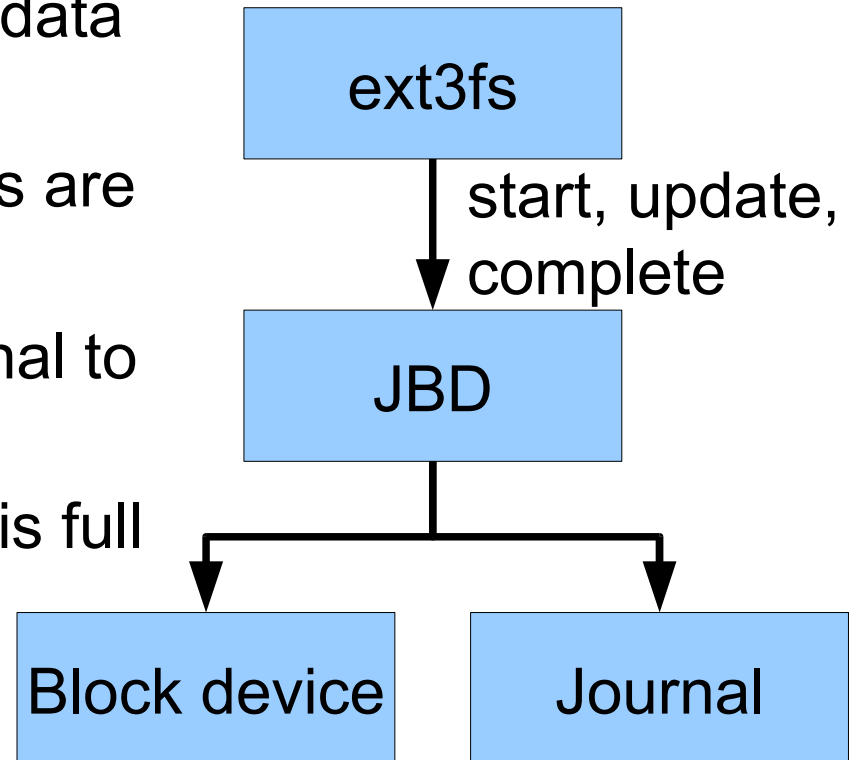 data
ext3fs
s are
start, update,
complete
nal to
JBD
is full
Block device
Journal